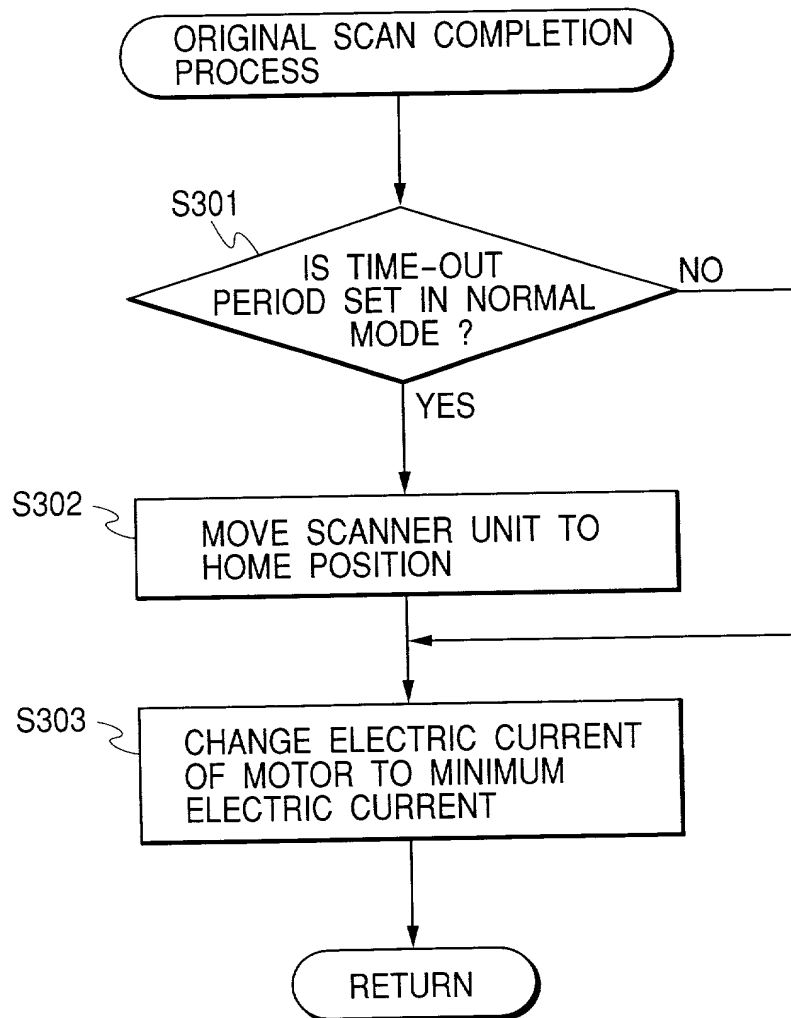 ORIGINAL SCAN COMPLETION
PROCESS
S301
IS TIME-OUT
PERIOD SET IN NORMAL
MODE ?
NO
YES
S302
MOVE SCANNER UNIT TO
HOME POSITION
S303
CHANGE ELECTRIC CURRENT
OF MOTOR TO MINIMUM
ELECTRIC CURRENT
RETURN